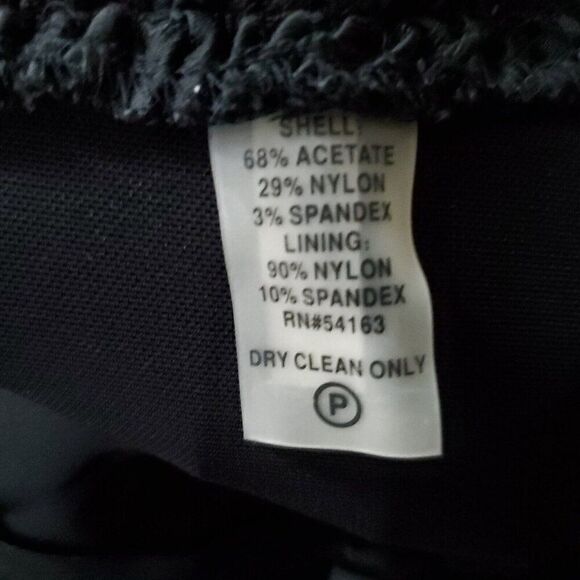 SHELL:
68% ACETATE
29% NYLON
3% SPANDEX
LINING:
90% NYLON
10% SPANDEX
RN#54163
DRY CLEAN ONLY
P